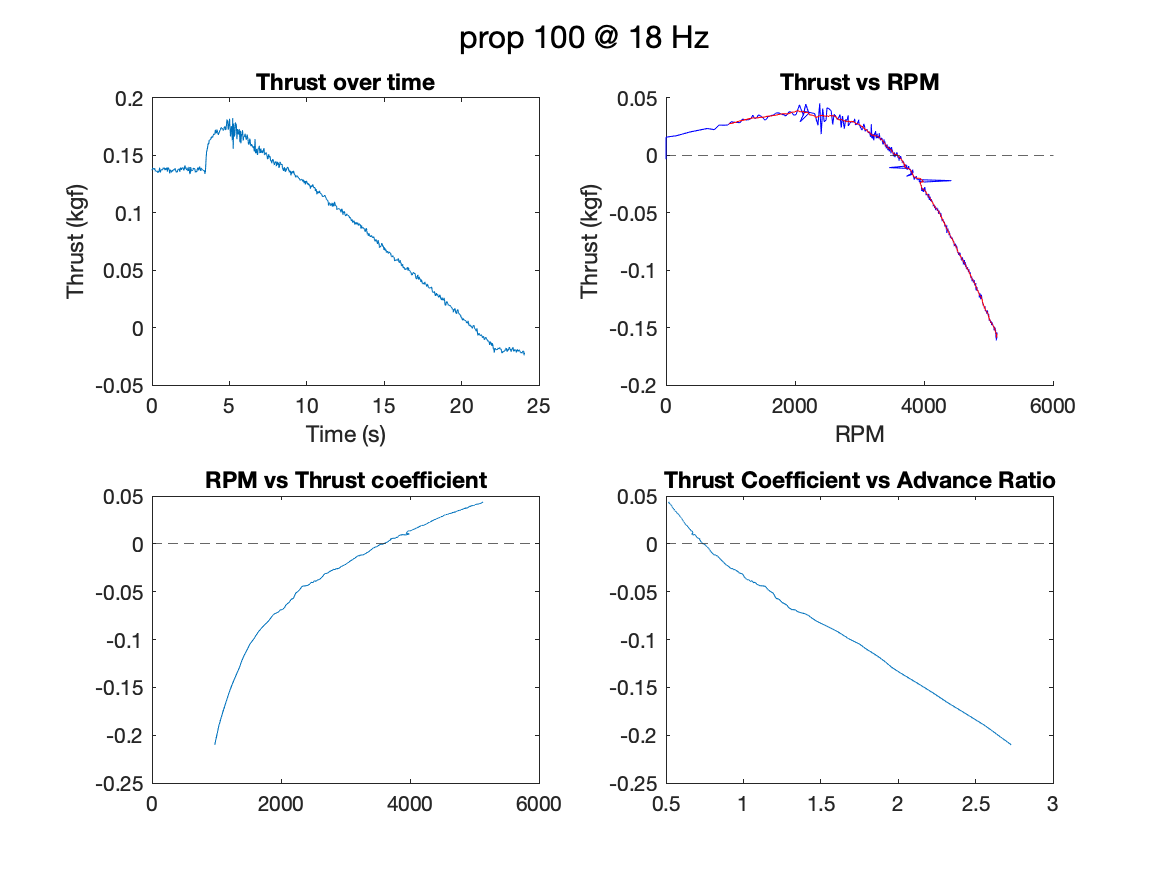 prop 100 @ 18 Hz
Thrust over time
0.2
0.15
0.1
0.05
0
-0.05
Thrust (kgf)
0 5 10 15 20 25
Time (s)
Thrust vs RPM
0.05
0
-0.05
-0.1
-0.15
-0.2
Thrust (kgf)
0 2000 4000 6000
RPM
RPM vs Thrust coefficient
0.05
0
-0.05
-0.1
-0.15
-0.2
-0.25
0 2000 4000 6000
Thrust Coefficient vs Advance Ratio
0.05
0
-0.05
-0.1
-0.15
-0.2
-0.25
0.5 1 1.5 2 2.5 3